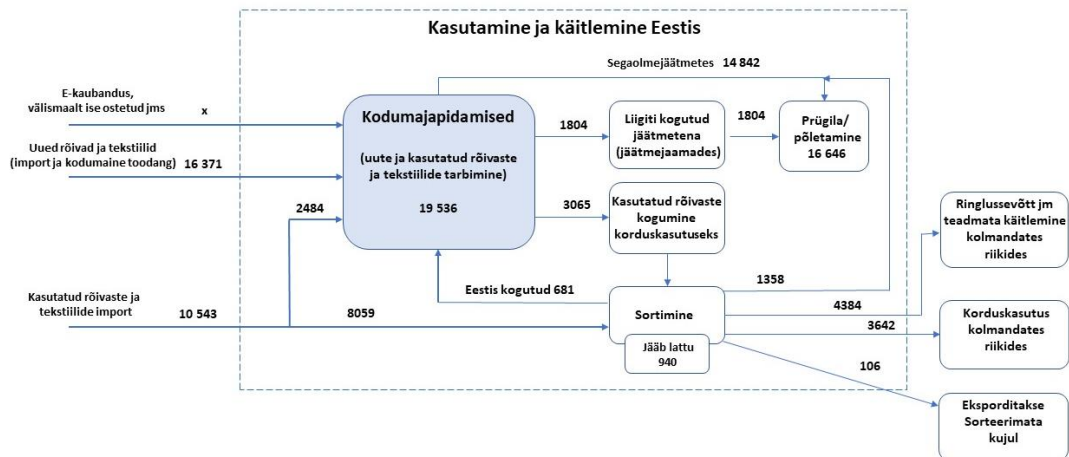 Kasutamine ja käitlemine Eestis
Segaolmejäätmetes 14 842
E-kaubandus,
välismaalt ise ostetud jms
x
Uued rõivad ja tekstiilid
(import ja kodumaine toodang)
16 371
2484
Kodumajapidamised
(uute ja kasutatud rõivaste
ja tekstiilide tarbimine)
19 536
1804
Liigiti kogutud
jäätmetena
(jäätmejaamades)
1804
Prügila/
põletamine
16 646
3065
Kasutatud rõivaste
kogumine
korduskasutuseks
Ringlussevõtt jm
teadmata käitlemine
kolmandates
riikides
Kasutatud rõivaste ja
tekstiilide import
10 543
8059
Eestis kogutud 681
Sortimine
Jääb lattu
940
1358
4384
3642
106
Korduskasutus
kolmandates
riikides
Eksporditakse
Sorteerimata
kujul